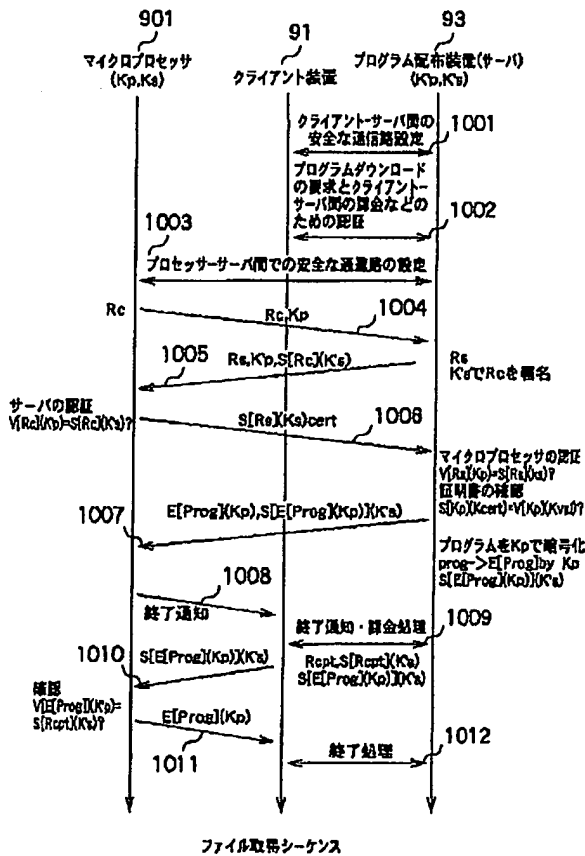 901
91
93
マイクロプロセッサ
(Kp,Ks)
クライアント装置
プログラム配布装置(サーバ)
(K'p,K's)
クライアント-サーバ間の
安全な通信路設定
1001
プログラムダウンロード
の要求とクライアント-
サーバ間の課金などの
ための認証
1002
1003
プロセッサーサーバ間での安全な通信路の設定
Rc
Rc,Kp
1004
1005
Rs,K'p,S[Rc](K's)
Rs
K'sでRcを署名
サーバの認証
V[Rc](K'p)=S[Rc](K's)?
S[Rs](Ks)cert
1006
マイクロプロセッサの認証
V[Rs](Kp)=S[Rs](Ks)?
証明書の確認
S[Kp](Kcert)=V[Kp](Kvs)?
E[Prog](Kp),S[E[Prog](Kp)](K's)
1007
プログラムをKpで暗号化
prog->E[Prog]by Kp
S[E[Prog](Kp)](K's)
1008
終了通知
終了通知・課金処理
1009
1010
S[E[Prog](Kp)](K's)
Rcpt,S[Rcpt](K's)
S[E[Prog](Kp)](K's)
確認
V[E[Prog]](K'p)=
S[Rcpt](K's)?
E[Prog](Kp)
1011
終了処理
1012
ファイル取得シーケンス